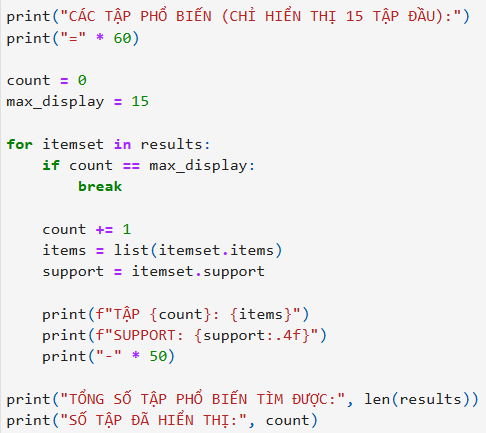 print("CÁC TẬP PHỔ BIẾN (CHỈ HIỂN THỊ 15 TẬP ĐẦU):")
print("=" * 60)

count = 0
max_display = 15

for itemset in results:
    if count == max_display:
        break

    count += 1
    items = list(itemset.items)
    support = itemset.support

    print(f"TẬP {count}: {items}")
    print(f"SUPPORT: {support:.4f}")
    print("-" * 50)

print("TỔNG SỐ TẬP PHỔ BIẾN TÌM ĐƯỢC:", len(results))
print("SỐ TẬP ĐÃ HIỂN THỊ:", count)